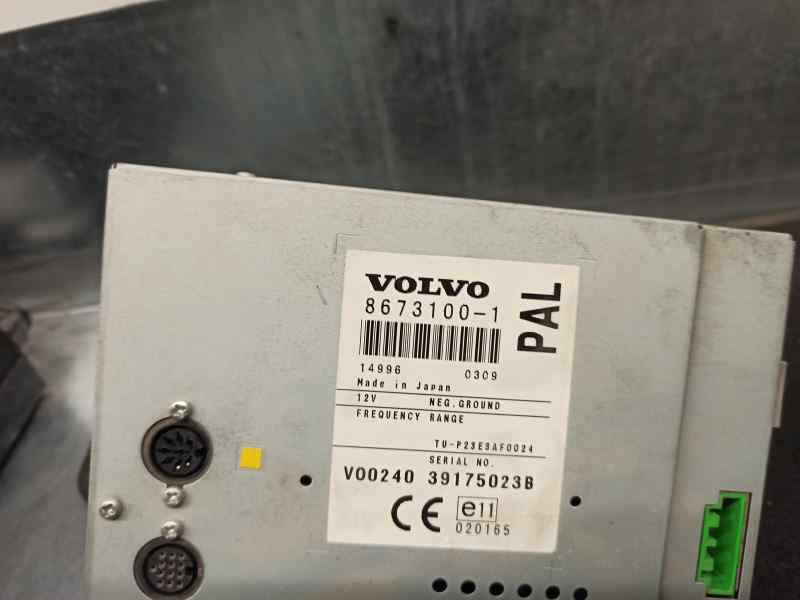 VOLVO
8673100-1
PAL
14996 0309
Made in Japan
12V NEG.GROUND
FREQUENCY RANGE
TU-P23E3AF0024
SERIAL NO.
V00240 39175023B
CE e11
020165